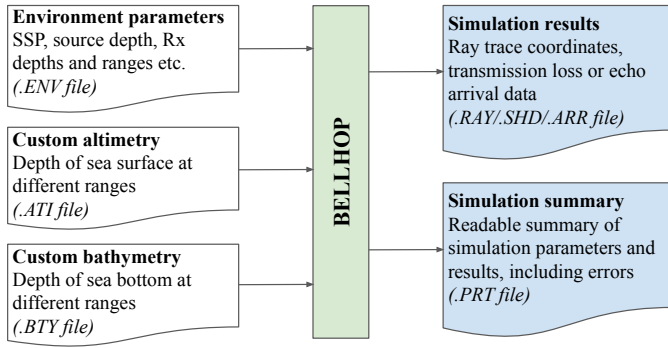 Environment parameters
SSP, source depth, Rx
depths and ranges etc.
(.ENV file)
Custom altimetry
Depth of sea surface at
different ranges
(.ATI file)
Custom bathymetry
Depth of sea bottom at
different ranges
(.BTY file)
BELLHOP
Simulation results
Ray trace coordinates,
transmission loss or echo
arrival data
(.RAY/.SHD/.ARR file)
Simulation summary
Readable summary of
simulation parameters and
results, including errors
(.PRT file)